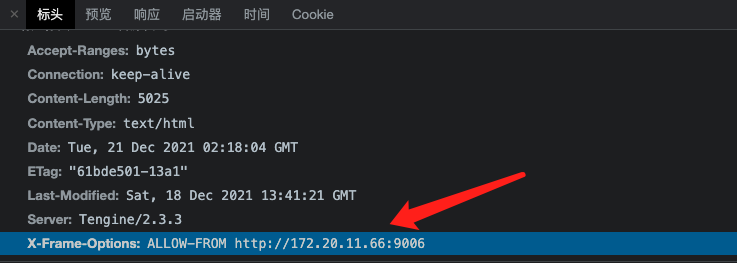 × 标头 预览 响应 启动器 时间 Cookie
Accept-Ranges: bytes
Connection: keep-alive
Content-Length: 5025
Content-Type: text/html
Date: Tue, 21 Dec 2021 02:18:04 GMT
ETag: "61bde501-13a1"
Last-Modified: Sat, 18 Dec 2021 13:41:21 GMT
Server: Tengine/2.3.3
X-Frame-Options: ALLOW-FROM http://172.20.11.66:9006